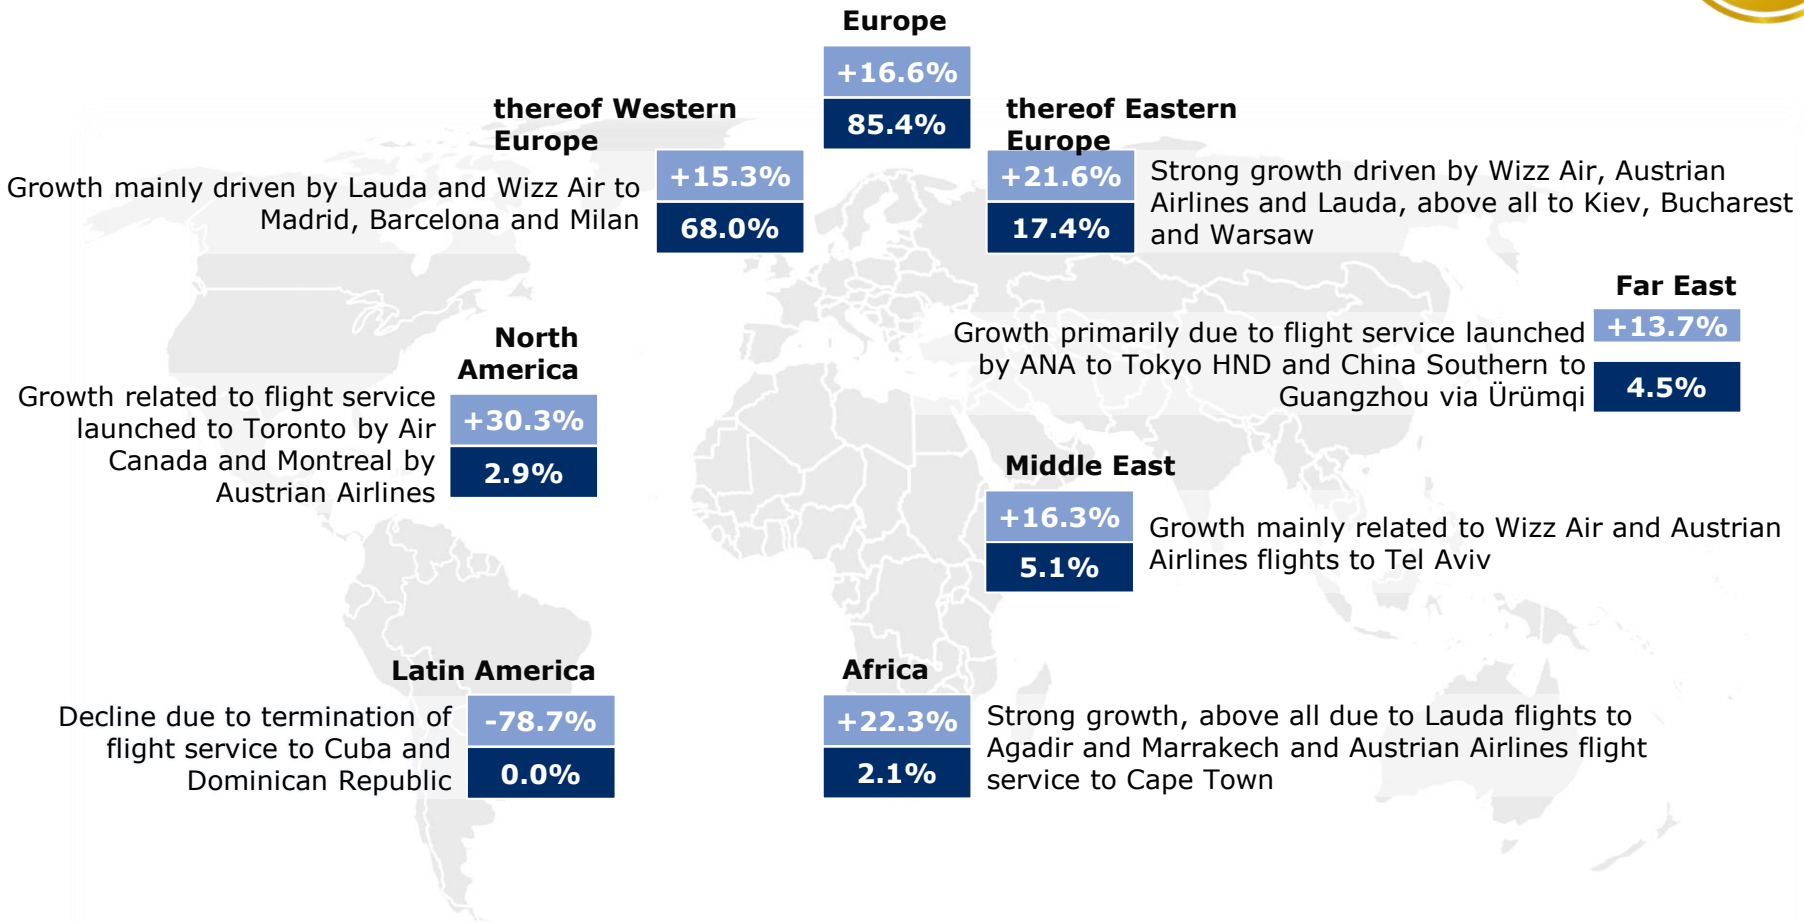 Europe
+16.6%
85.4%
thereof Western
Europe
+15.3%
68.0%
Growth mainly driven by Lauda and Wizz Air to
Madrid, Barcelona and Milan
thereof Eastern
Europe
+21.6%
17.4%
Strong growth driven by Wizz Air, Austrian
Airlines and Lauda, above all to Kiev, Bucharest
and Warsaw
Far East
+13.7%
4.5%
Growth primarily due to flight service launched
by ANA to Tokyo HND and China Southern to
Guangzhou via Ürümqi
North
America
+30.3%
2.9%
Growth related to flight service
launched to Toronto by Air
Canada and Montreal by
Austrian Airlines
Middle East
+16.3%
5.1%
Growth mainly related to Wizz Air and Austrian
Airlines flights to Tel Aviv
Latin America
-78.7%
0.0%
Decline due to termination of
flight service to Cuba and
Dominican Republic
Africa
+22.3%
2.1%
Strong growth, above all due to Lauda flights to
Agadir and Marrakech and Austrian Airlines flight
service to Cape Town